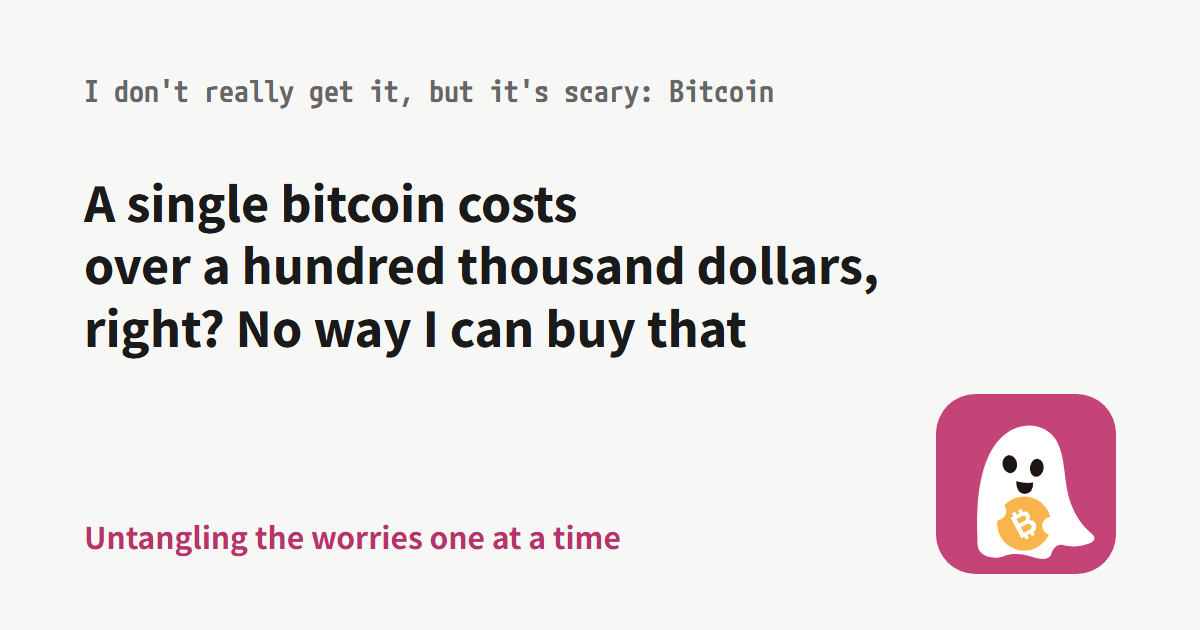 I don't really get it, but it's scary: Bitcoin
A single bitcoin costs
over a hundred thousand dollars,
right? No way I can buy that
Untangling the worries one at a time